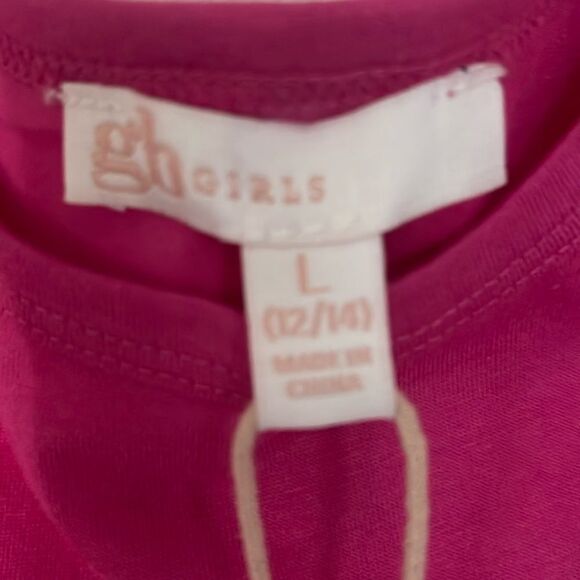 gh GIRLS
L
(12/14)
MADE IN
CHINA